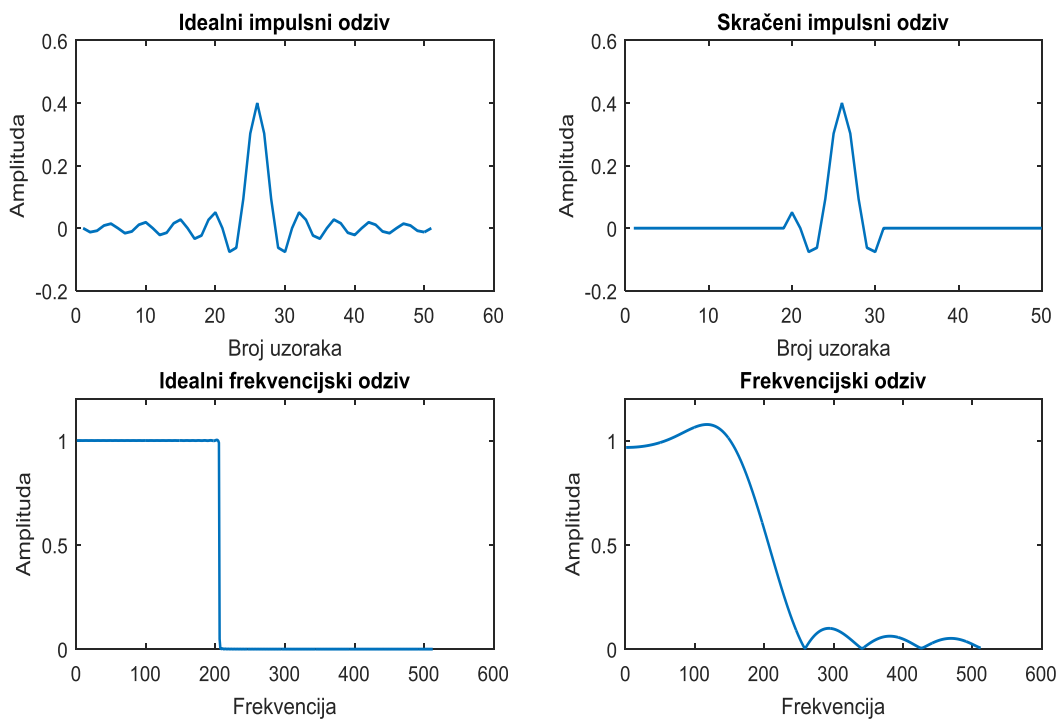 Idealni impulsni odziv
Amplituda
0.6
0.4
0.2
0
-0.2
0 10 20 30 40 50 60
Broj uzoraka
Skračeni impulsni odziv
Amplituda
0.6
0.4
0.2
0
-0.2
0 10 20 30 40 50
Broj uzoraka
Idealni frekvencijski odziv
Amplituda
1
0.5
0
0 100 200 300 400 500 600
Frekvencija
Frekvencijski odziv
Amplituda
1
0.5
0
0 100 200 300 400 500 600
Frekvencija